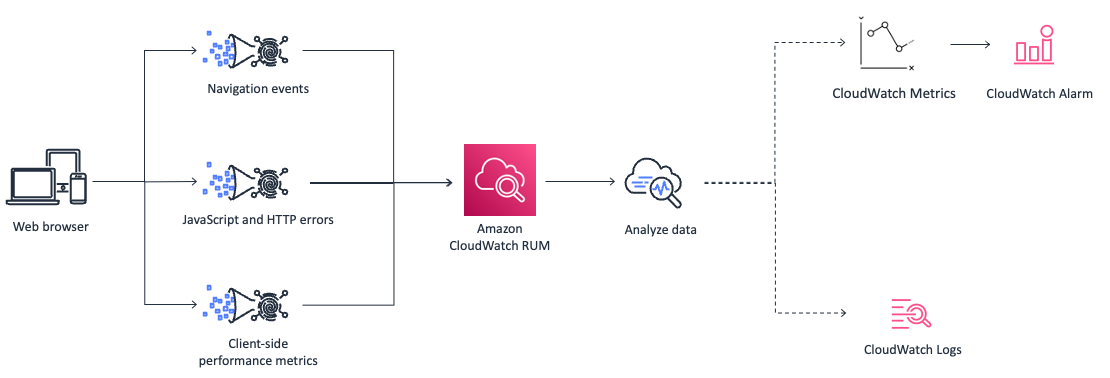 Navigation events
CloudWatch Metrics
CloudWatch Alarm
Web browser
JavaScript and HTTP errors
Amazon
CloudWatch RUM
Analyze data
Client-side
performance metrics
CloudWatch Logs